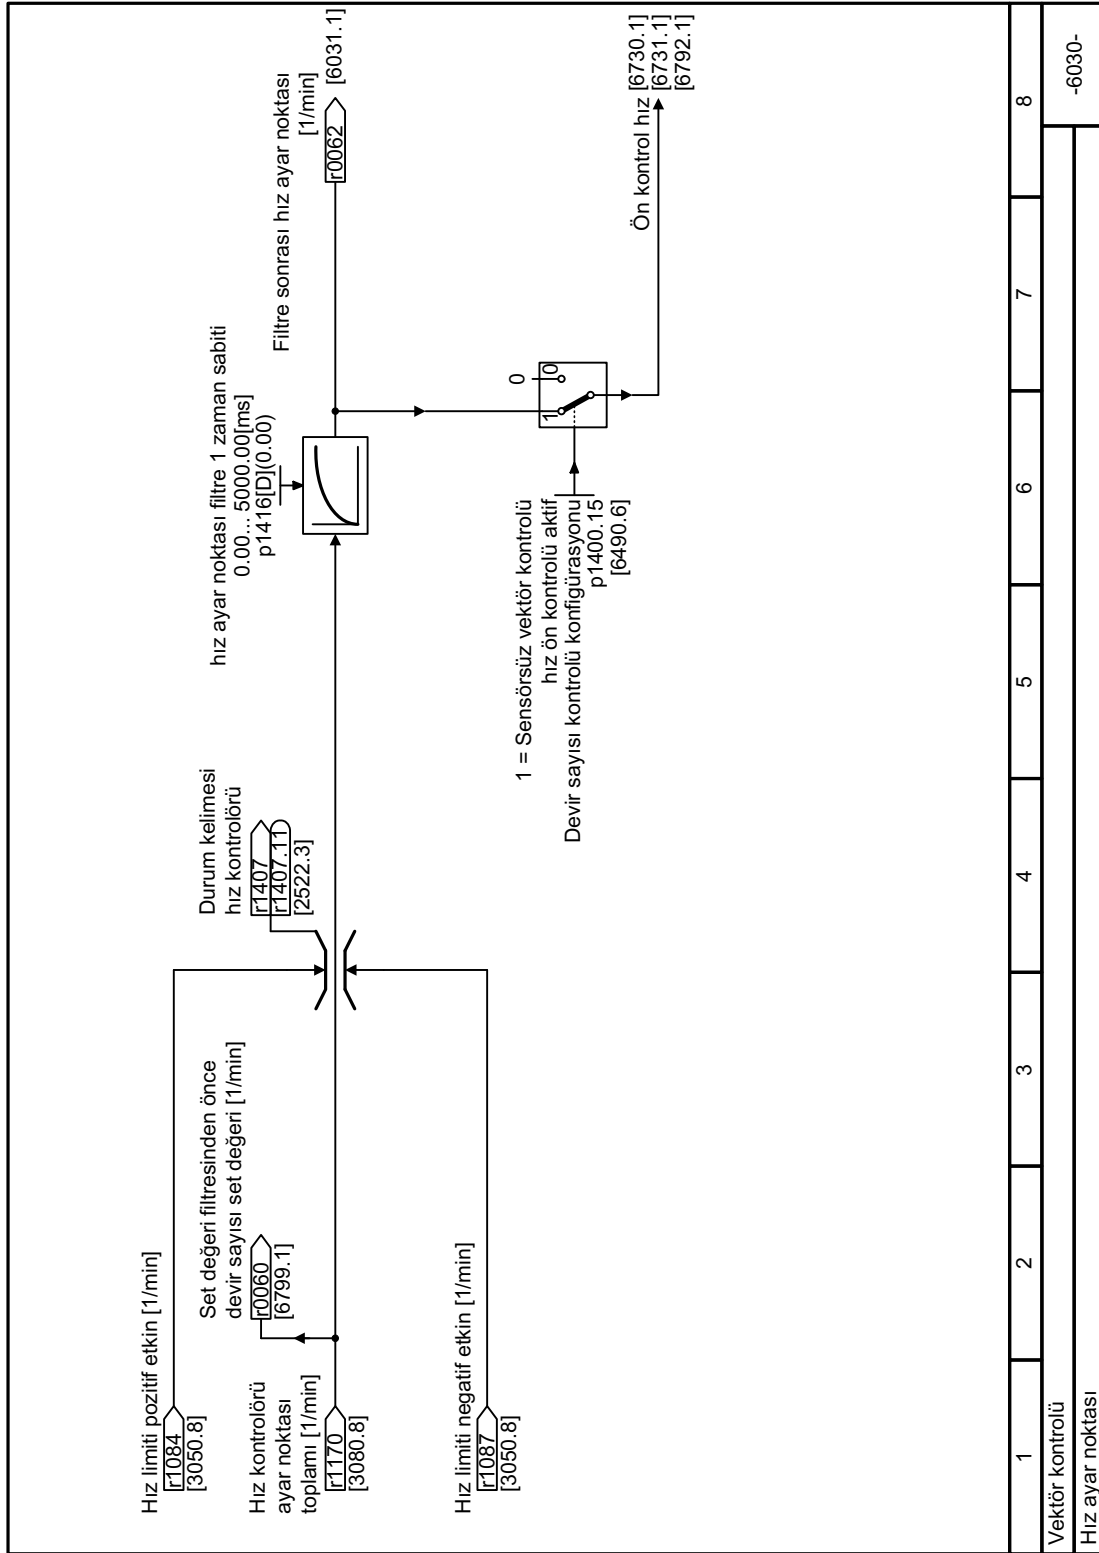 Hız limiti pozitif etkin [1/min]
r1084
[3050.8]
Set değeri filtresinden önce
devir sayısı set değeri [1/min]
r0060
[6799.1]
Hız kontrolörü
ayar noktası
toplamı [1/min]
r1170
[3080.8]
Hız limiti negatif etkin [1/min]
r1087
[3050.8]
Durum kelimesi
hız kontrolörü
r1407
r1407.11
[2522.3]
hız ayar noktası filtre 1 zaman sabiti
0.00... 5000.00[ms]
p1416[D](0.00)
Filtre sonrası hız ayar noktası
[1/min]
r0062
[6031.1]
1 = Sensörsüz vektör kontrolü
hız ön kontrolü aktif
Devir sayısı kontrolü konfigürasyonu
p1400.15
[6490.6]
0
1
0
Ön kontrol hız
[6730.1]
[6731.1]
[6792.1]
1
2
3
4
5
6
7
8
Vektör kontrolü
Hız ayar noktası
-6030-